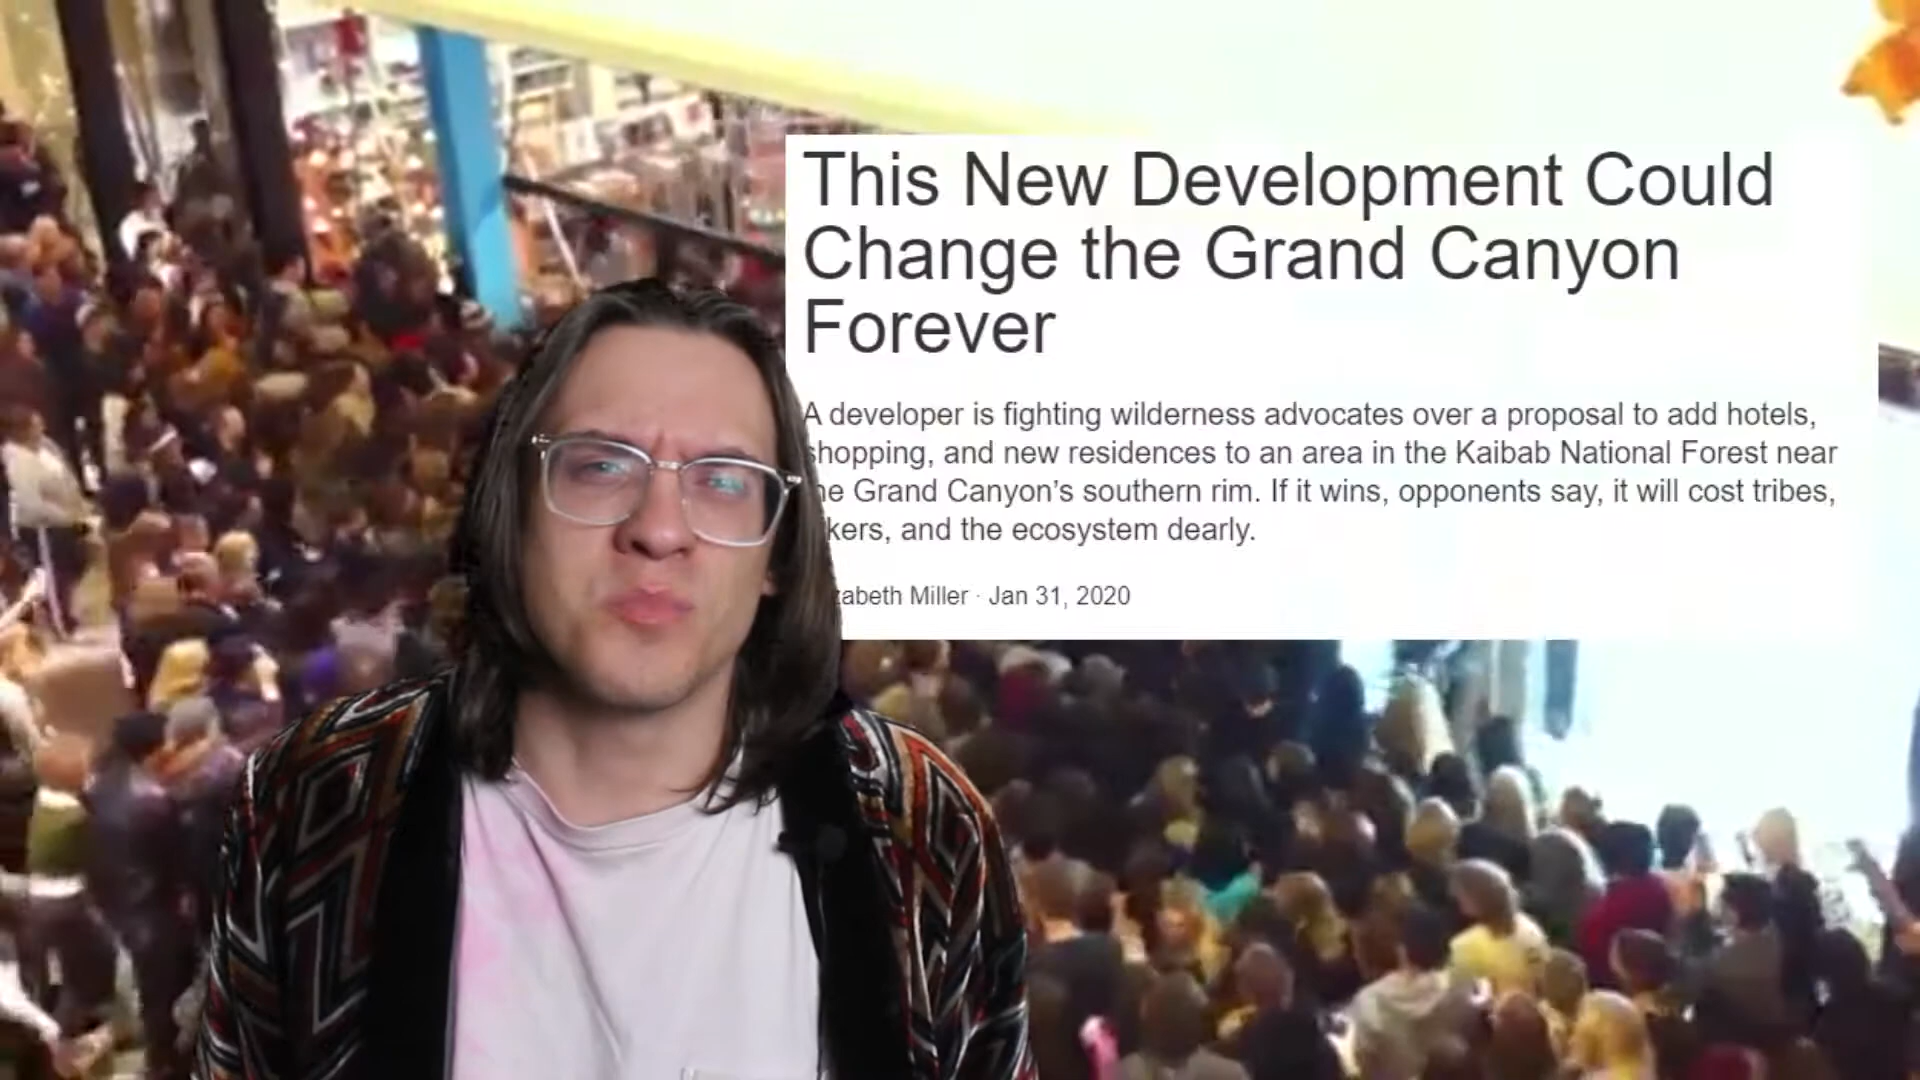 This New Development Could
Change the Grand Canyon
Forever
A developer is fighting wilderness advocates over a proposal to add hotels,
shopping, and new residences to an area in the Kaibab National Forest near
he Grand Canyon’s southern rim. If it wins, opponents say, it will cost tribes,
kers, and the ecosystem dearly.
zabeth Miller · Jan 31, 2020